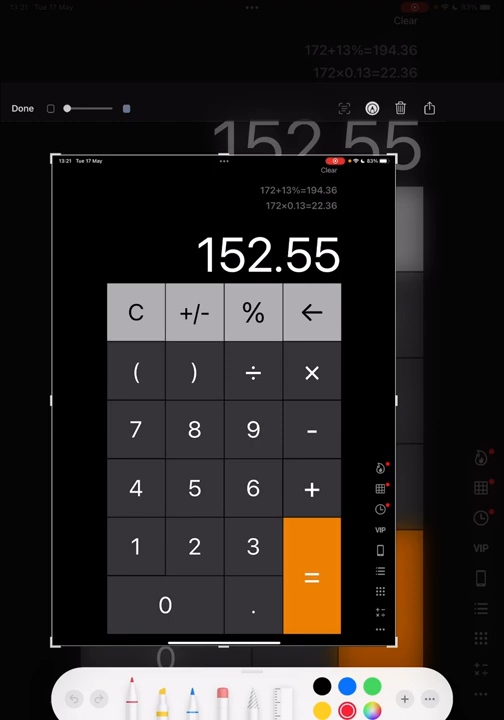 13:21 Tue 17 May
83%
Clear
172+13%=194.36
172×0.13=22.36
152.55
Done
13:21 Tue 17 May
83%
Clear
172+13%=194.36
172×0.13=22.36
152.55
C +/- % ←
( ) ÷ ×
7 8 9 -
4 5 6 +
1 2 3 =
0 .
VIP
VIP
0